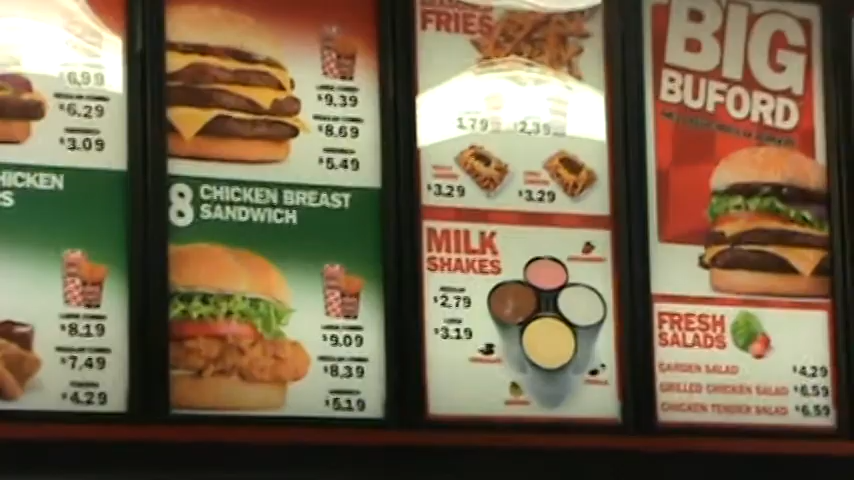 6.99
$6.29
$3.09
HICKEN
S
$8.19
$7.49
$4.29
$9.39
$8.69
$5.49
8 CHICKEN BREAST
SANDWICH
$9.09
$8.39
$5.19
FRIES
1.79 $2.39
$3.29 $3.29
MILK
SHAKES
REGULAR
$2.79
$3.19
BIG
BUFORD
FRESH
SALADS
GARDEN SALAD $4.29
GRILLED CHICKEN SALAD $6.59
CHICKEN TENDER SALAD $6.59